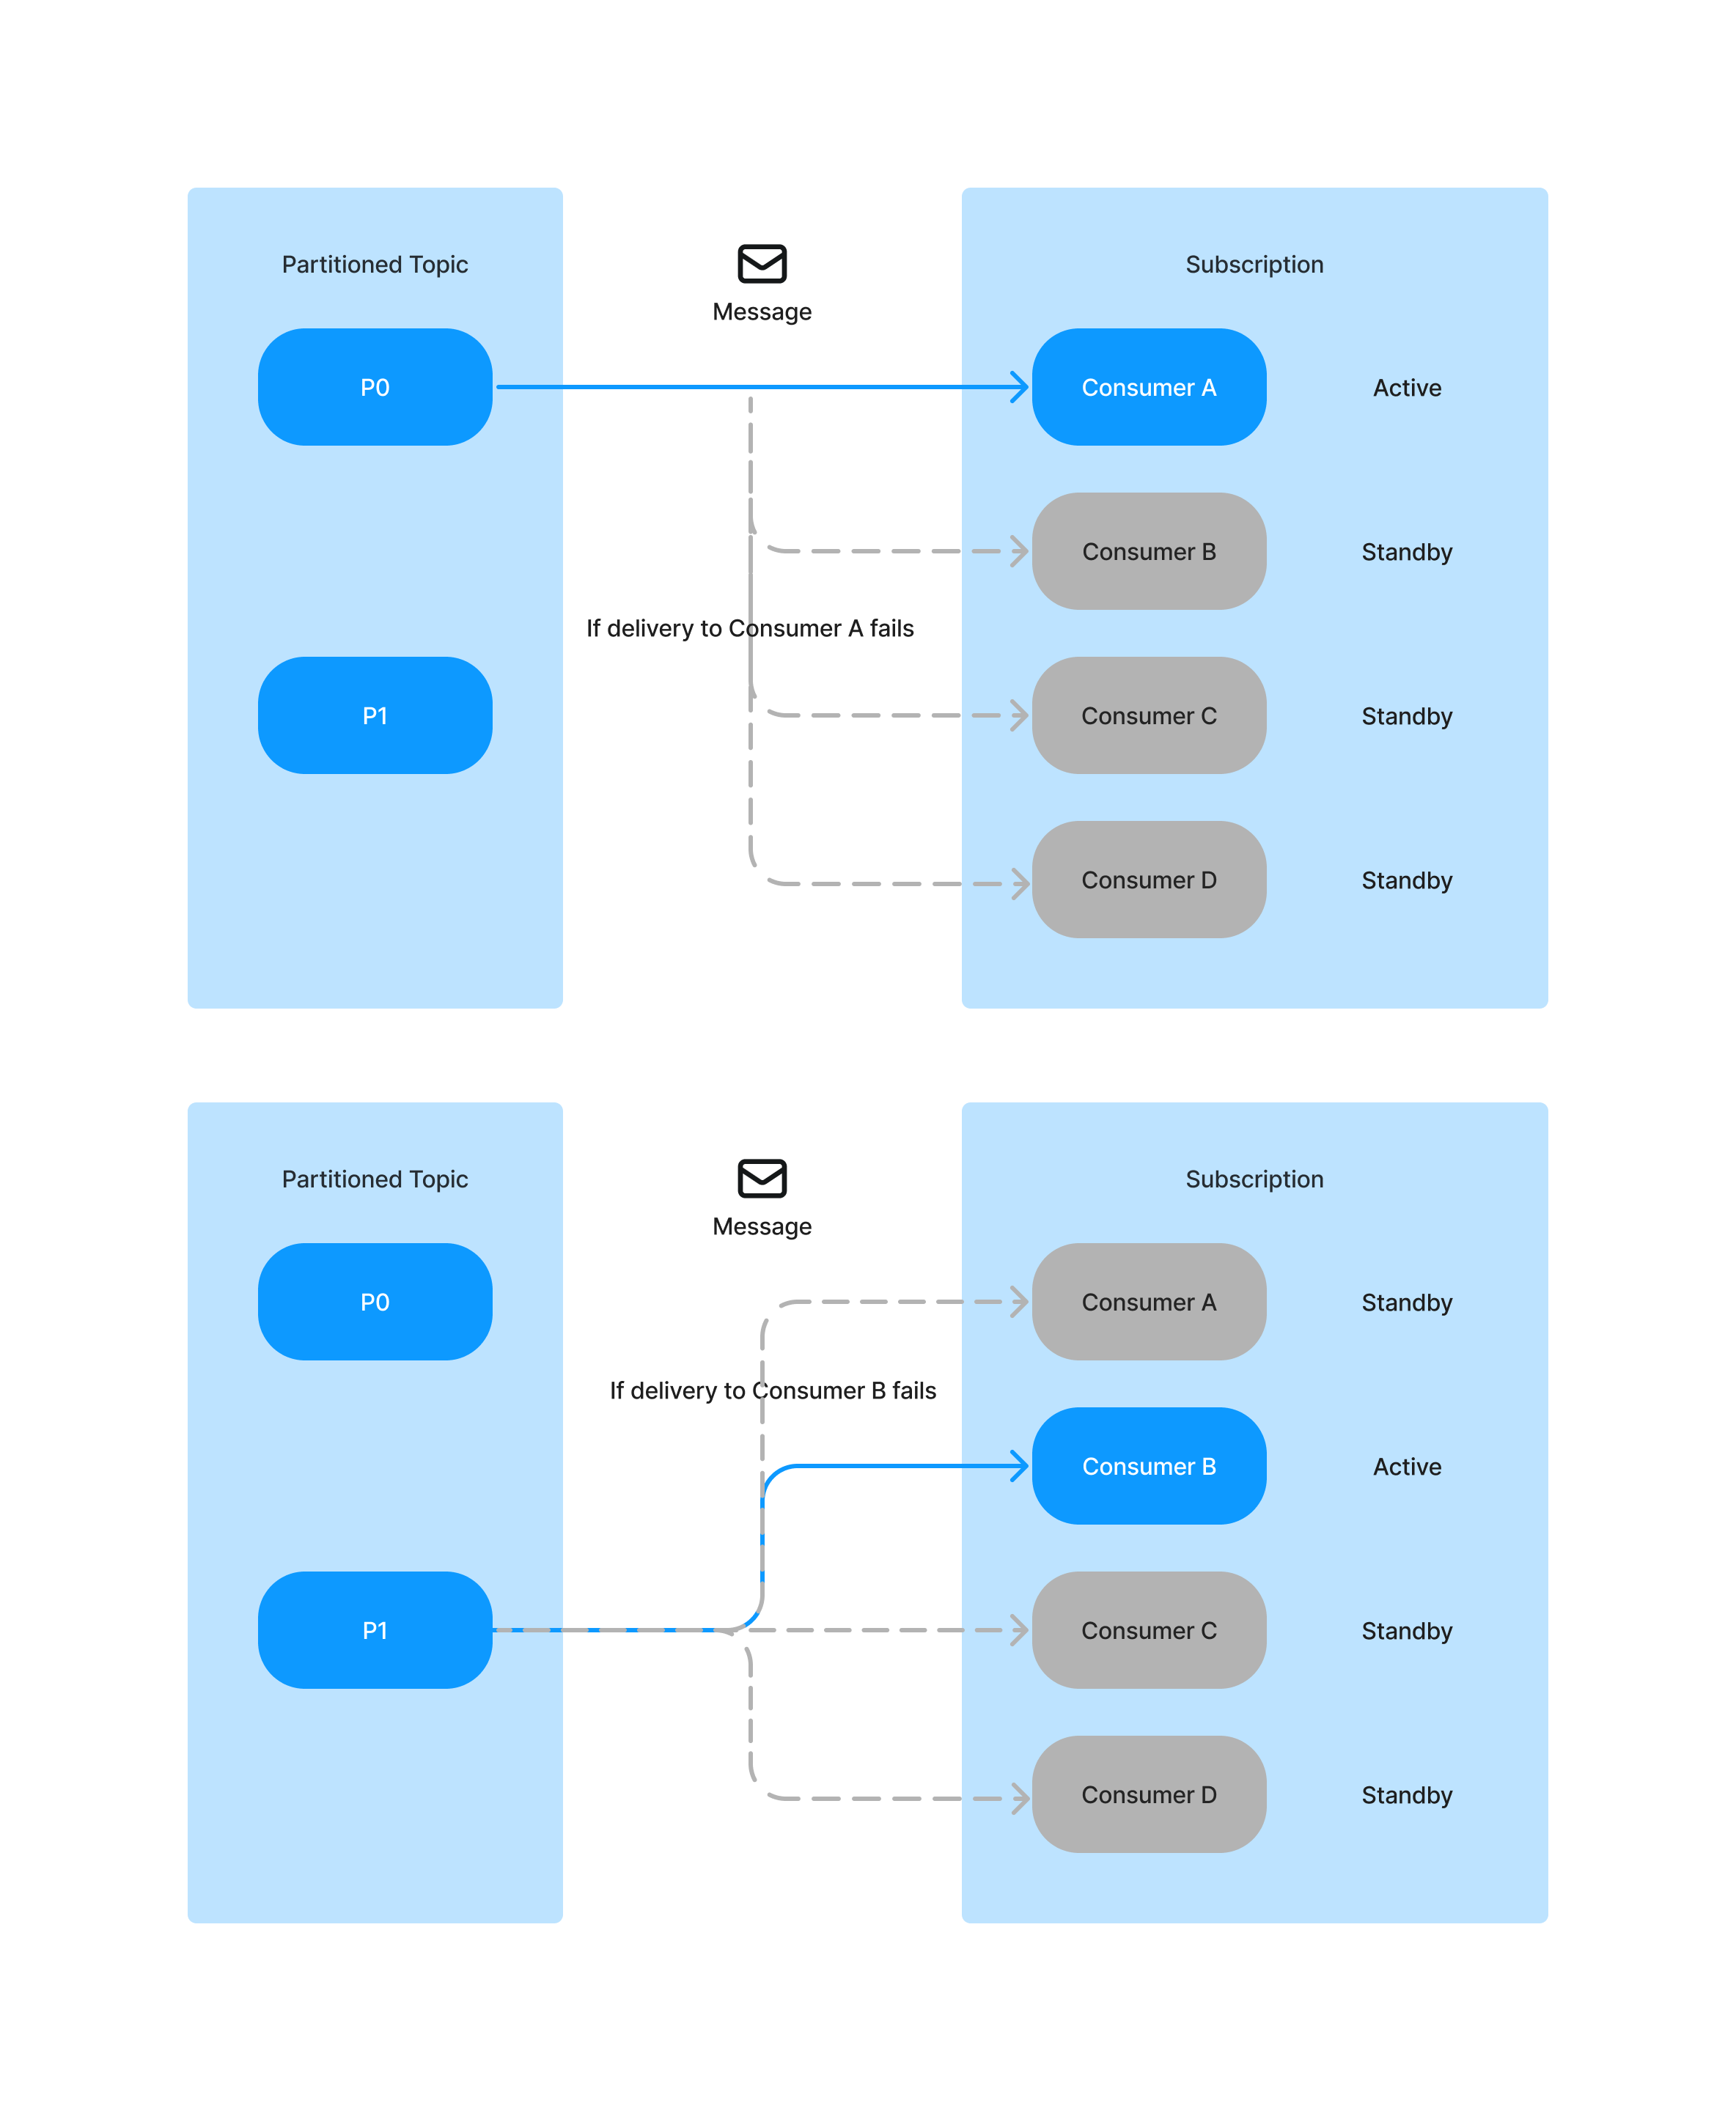 Partitioned Topic
Message
Subscription
P0
Consumer A
Active
Consumer B
Standby
If delivery to Consumer A fails
P1
Consumer C
Standby
Consumer D
Standby
Partitioned Topic
Message
Subscription
P0
Consumer A
Standby
If delivery to Consumer B fails
Consumer B
Active
P1
Consumer C
Standby
Consumer D
Standby